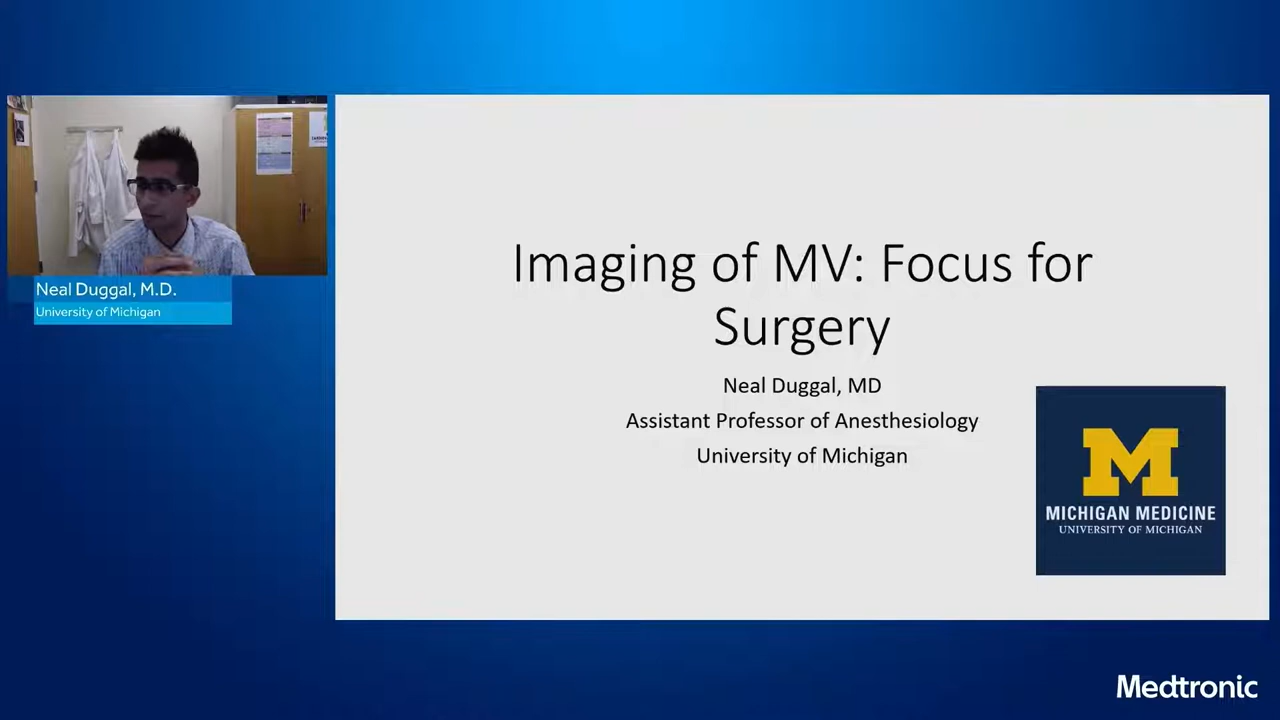 Neal Duggal, M.D.
University of Michigan
Imaging of MV: Focus for
Surgery
Neal Duggal, MD
Assistant Professor of Anesthesiology
University of Michigan
M
MICHIGAN MEDICINE
UNIVERSITY OF MICHIGAN
Medtronic